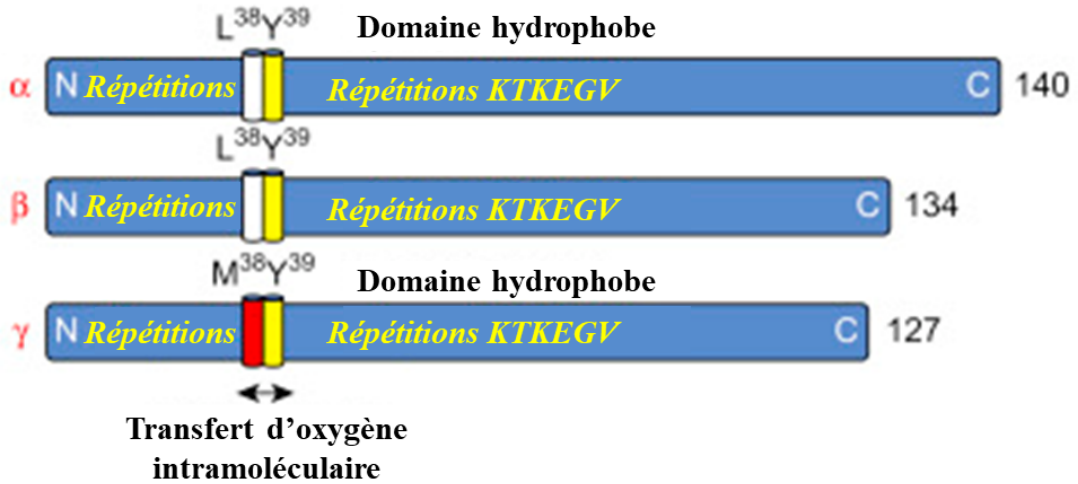 L³⁸Y³⁹ Domaine hydrophobe
α N Répétitions Répétitions KTKEGV C 140
L³⁸Y³⁹
β N Répétitions Répétitions KTKEGV C 134
M³⁸Y³⁹ Domaine hydrophobe
γ N Répétitions Répétitions KTKEGV C 127
Transfert d’oxygène
intramoléculaire